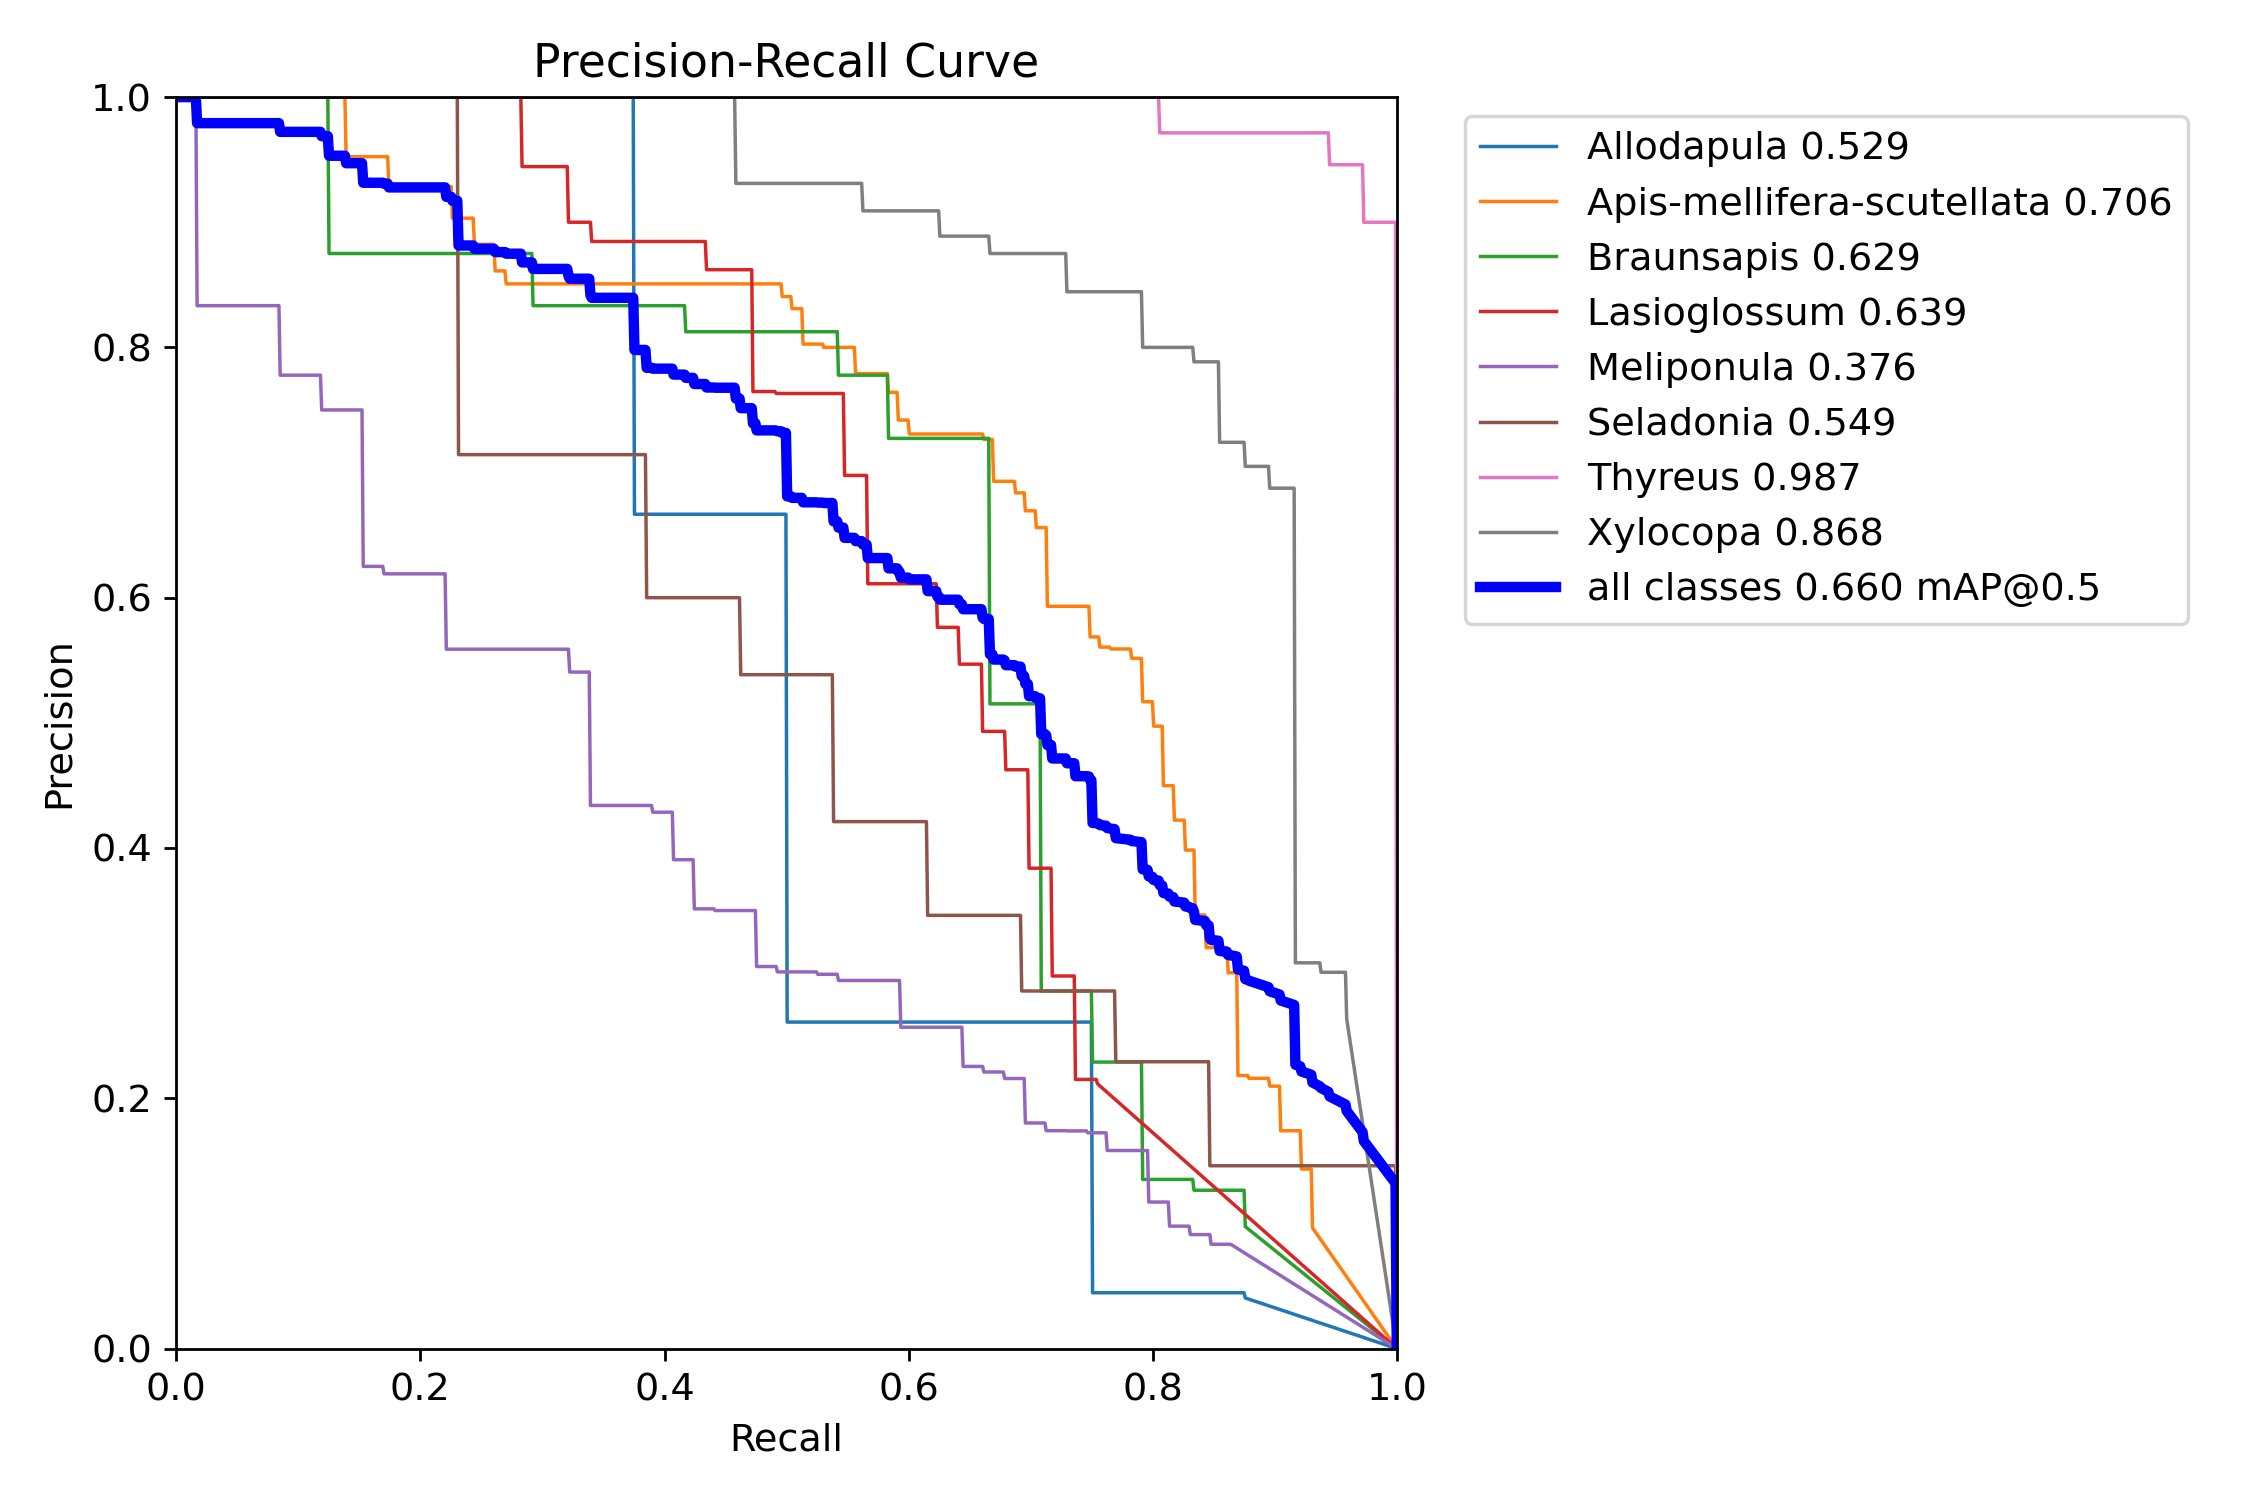 Precision-Recall Curve
1.0
0.8
0.6
0.4
0.2
0.0
Precision
0.0 0.2 0.4 0.6 0.8 1.0
Recall
Allodapula 0.529
Apis-mellifera-scutellata 0.706
Braunsapis 0.629
Lasioglossum 0.639
Meliponula 0.376
Seladonia 0.549
Thyreus 0.987
Xylocopa 0.868
all classes 0.660 mAP@0.5